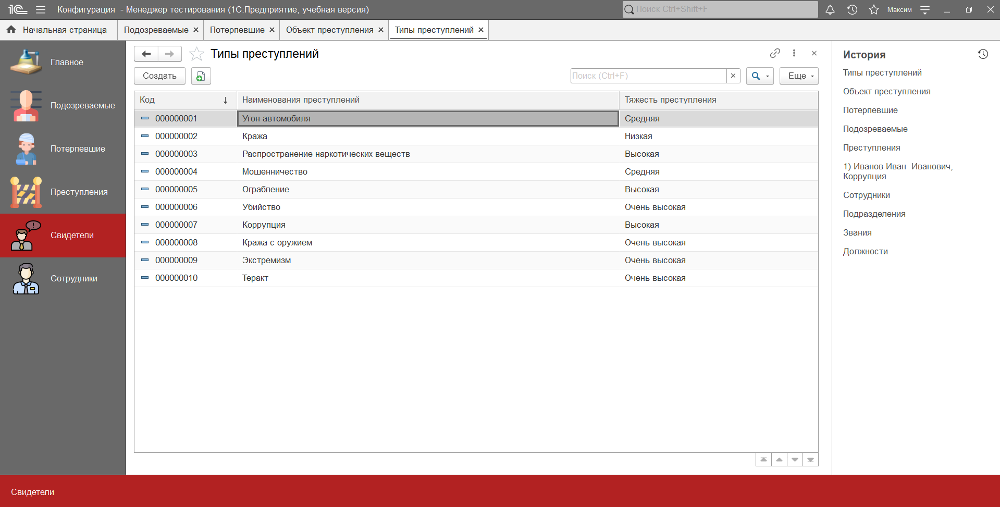 1С Конфигурация - Менеджер тестирования (1С:Предприятие, учебная версия) Поиск Ctrl+Shift+F Максим
Начальная страница Подозреваемые × Потерпевшие × Объект преступления × Типы преступлений ×
Главное
Подозреваемые
Потерпевшие
Преступления
Свидетели
Сотрудники
Типы преступлений
Создать Поиск (Ctrl+F) × Еще
Код Наименования преступлений Тяжесть преступления
000000001 Угон автомобиля Средняя
000000002 Кража Низкая
000000003 Распространение наркотических веществ Высокая
000000004 Мошенничество Средняя
000000005 Ограбление Высокая
000000006 Убийство Очень высокая
000000007 Коррупция Высокая
000000008 Кража с оружием Очень высокая
000000009 Экстремизм Очень высокая
000000010 Теракт Очень высокая
История
Типы преступлений
Объект преступления
Потерпевшие
Подозреваемые
Преступления
1) Иванов Иван  Иванович,
Коррупция
Сотрудники
Подразделения
Звания
Должности
Свидетели